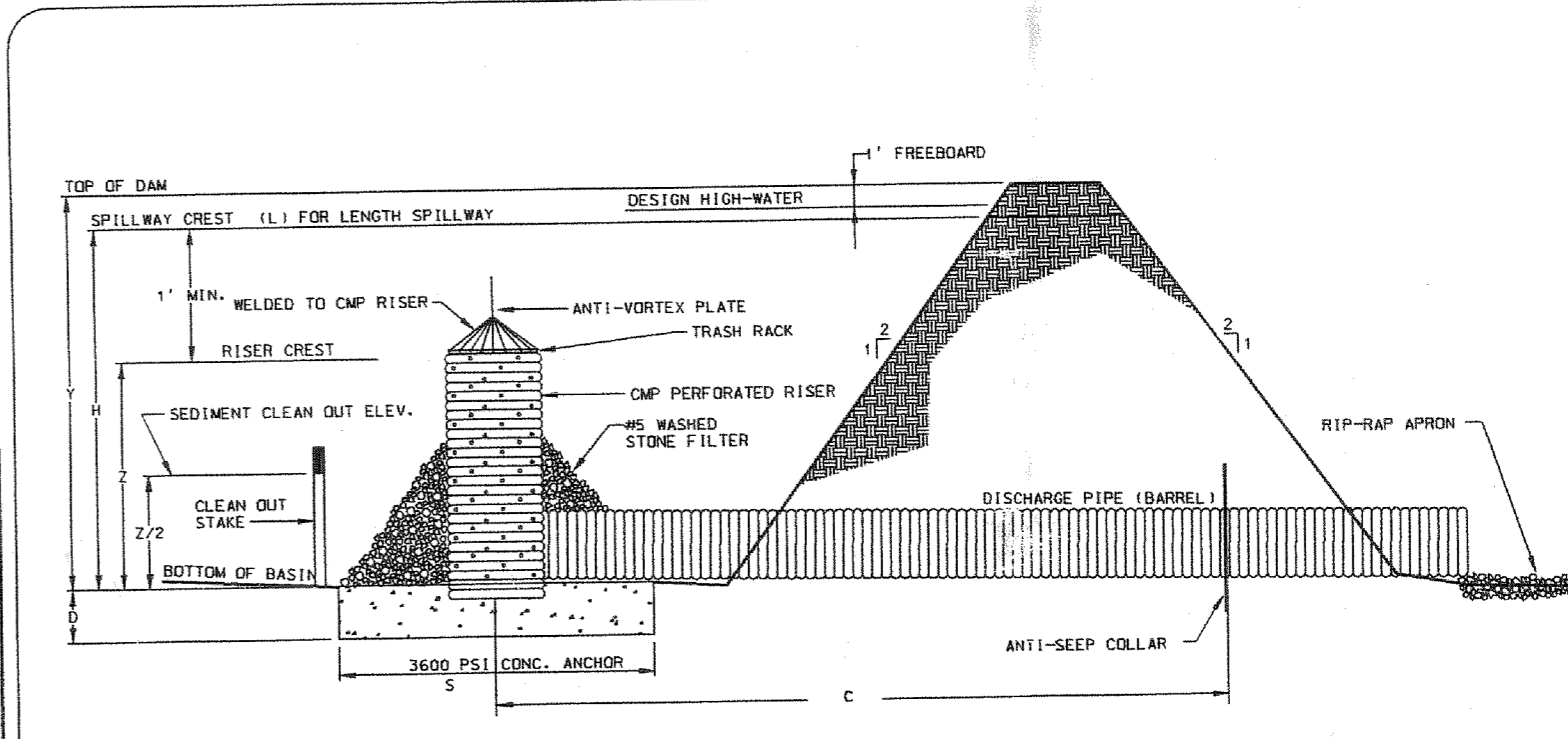 1' FREEBOARD
TOP OF DAM
DESIGN HIGH-WATER
SPILLWAY CREST (L) FOR LENGTH SPILLWAY
1' MIN.
WELDED TO CMP RISER
ANTI-VORTEX PLATE
TRASH RACK
RISER CREST
2
1
2
1
Y
H
CMP PERFORATED RISER
SEDIMENT CLEAN OUT ELEV.
#5 WASHED
STONE FILTER
RIP-RAP APRON
Z
CLEAN OUT
STAKE
DISCHARGE PIPE (BARREL)
Z/2
BOTTOM OF BASIN
D
ANTI-SEEP COLLAR
3600 PSI CONC. ANCHOR
S
C